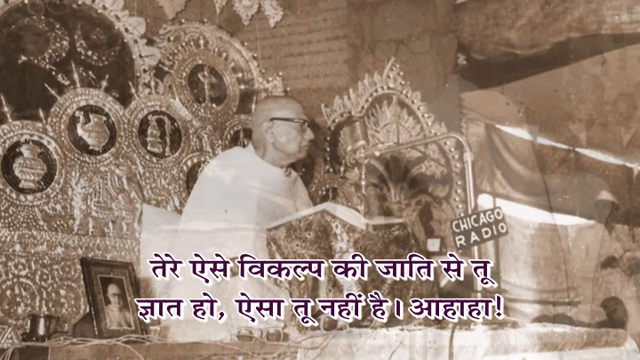 CHICAGO
RADIO
तेरे ऐसे विकल्प की जाति से तू
ज्ञात हो, ऐसा तू नहीं है। आहाहा!